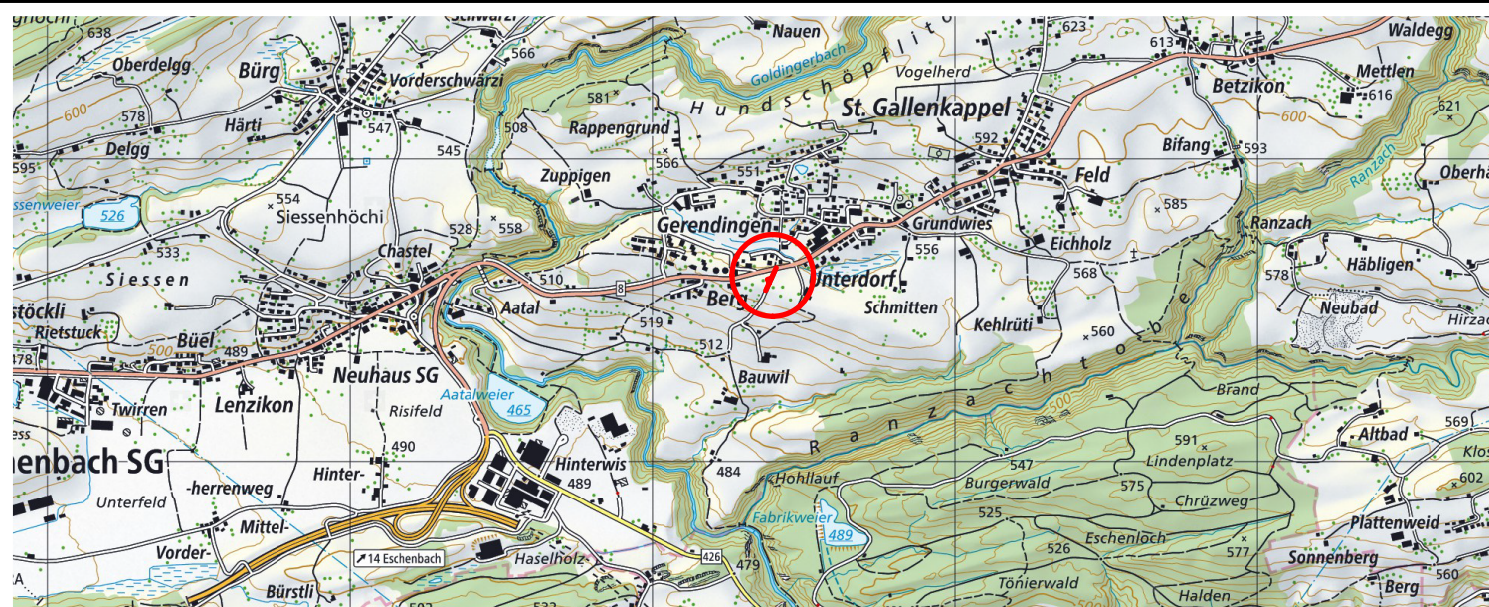 638
Schwärzi
Nauen
623
Waldegg
Oberdelgg
Bürg
566
Vorderschwärzi
Goldingerbach
Vogelherd
613
Betzikon
Mettlen
616
600
578
Härti
547
581
Hundschöpfli
St. Gallenkappel
621
Delgg
545
508
Rappengrund
592
600
595
566
Bifang
593
Zuppigen
551
Feld
Ranzach
526
554
Siessenhöchi
528
558
Gerendingen
Grundwies
585
Ranzach
533
Chastel
556
Eichholz
Siessen
510
8
Unterdorf
568
578
Häbligen
Aatal
Berg
Schmitten
Neubad
Rietstuck
Büel
519
512
Kehlrüti
560
478
500
489
Neuhaus SG
Bauwil
Ranzachtobel
500
Brand
Twirren
Lenzikon
Risifeld
Aatalweier
465
Altbad
569
490
591
Lindenplatz
Hinter-
Hinterwis
489
484
Hohllauf
547
Burgerwald
575
Chrüzweg
602
Unterfeld
-herrenweg
Mittel-
Fabrikweier
489
525
Eschenloch
Plattenweid
Vorder-
14 Eschenbach
Haselholz
426
479
526
577
Sonnenberg
560
Bürstli
Tönierwald
Halden
Berg